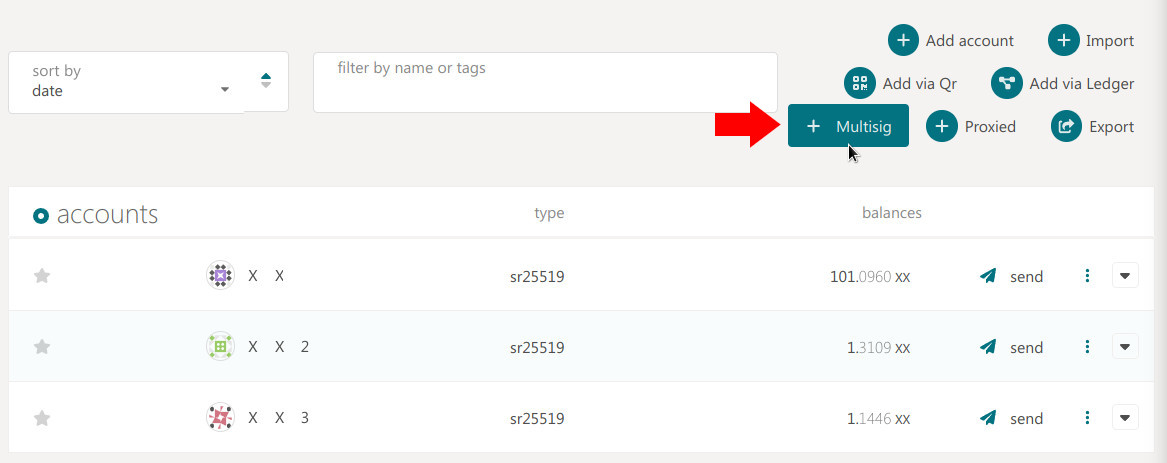 Add account Import
sort by
date
filter by name or tags
Add via Qr Add via Ledger
Multisig Proxied Export
accounts type balances
X X sr25519 101.0960 xx send
X X 2 sr25519 1.3109 xx send
X X 3 sr25519 1.1446 xx send